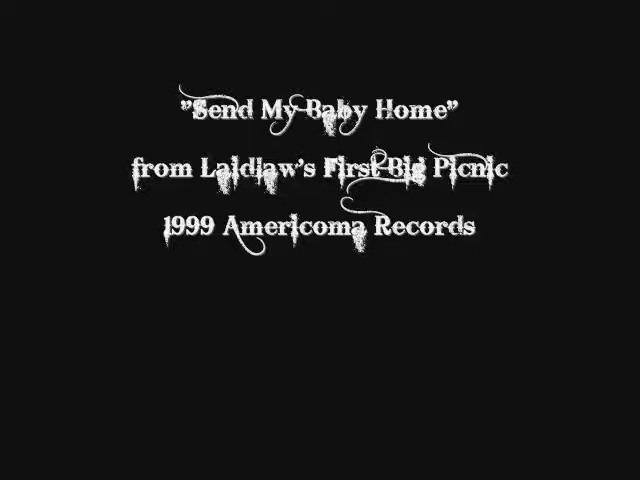 "Send My Baby Home"
from Laidlaw's First Big Picnic
1999 Americoma Records